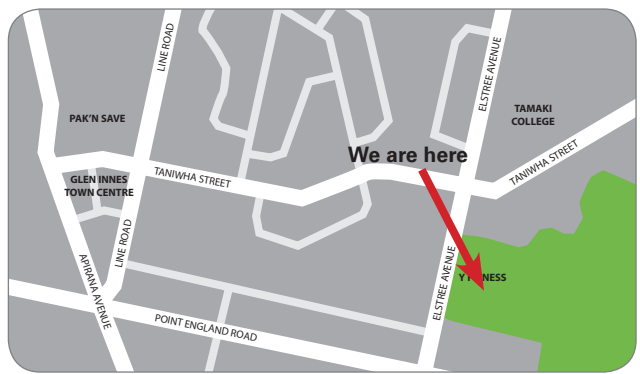 LINE ROAD
ELSTREE AVENUE
PAK'N SAVE
TAMAKI
COLLEGE
We are here
TANIWHA STREET
TANIWHA STREET
GLEN INNES
TOWN CENTRE
LINE ROAD
APIRANA AVENUE
ELSTREE AVENUE
Y FITNESS
POINT ENGLAND ROAD